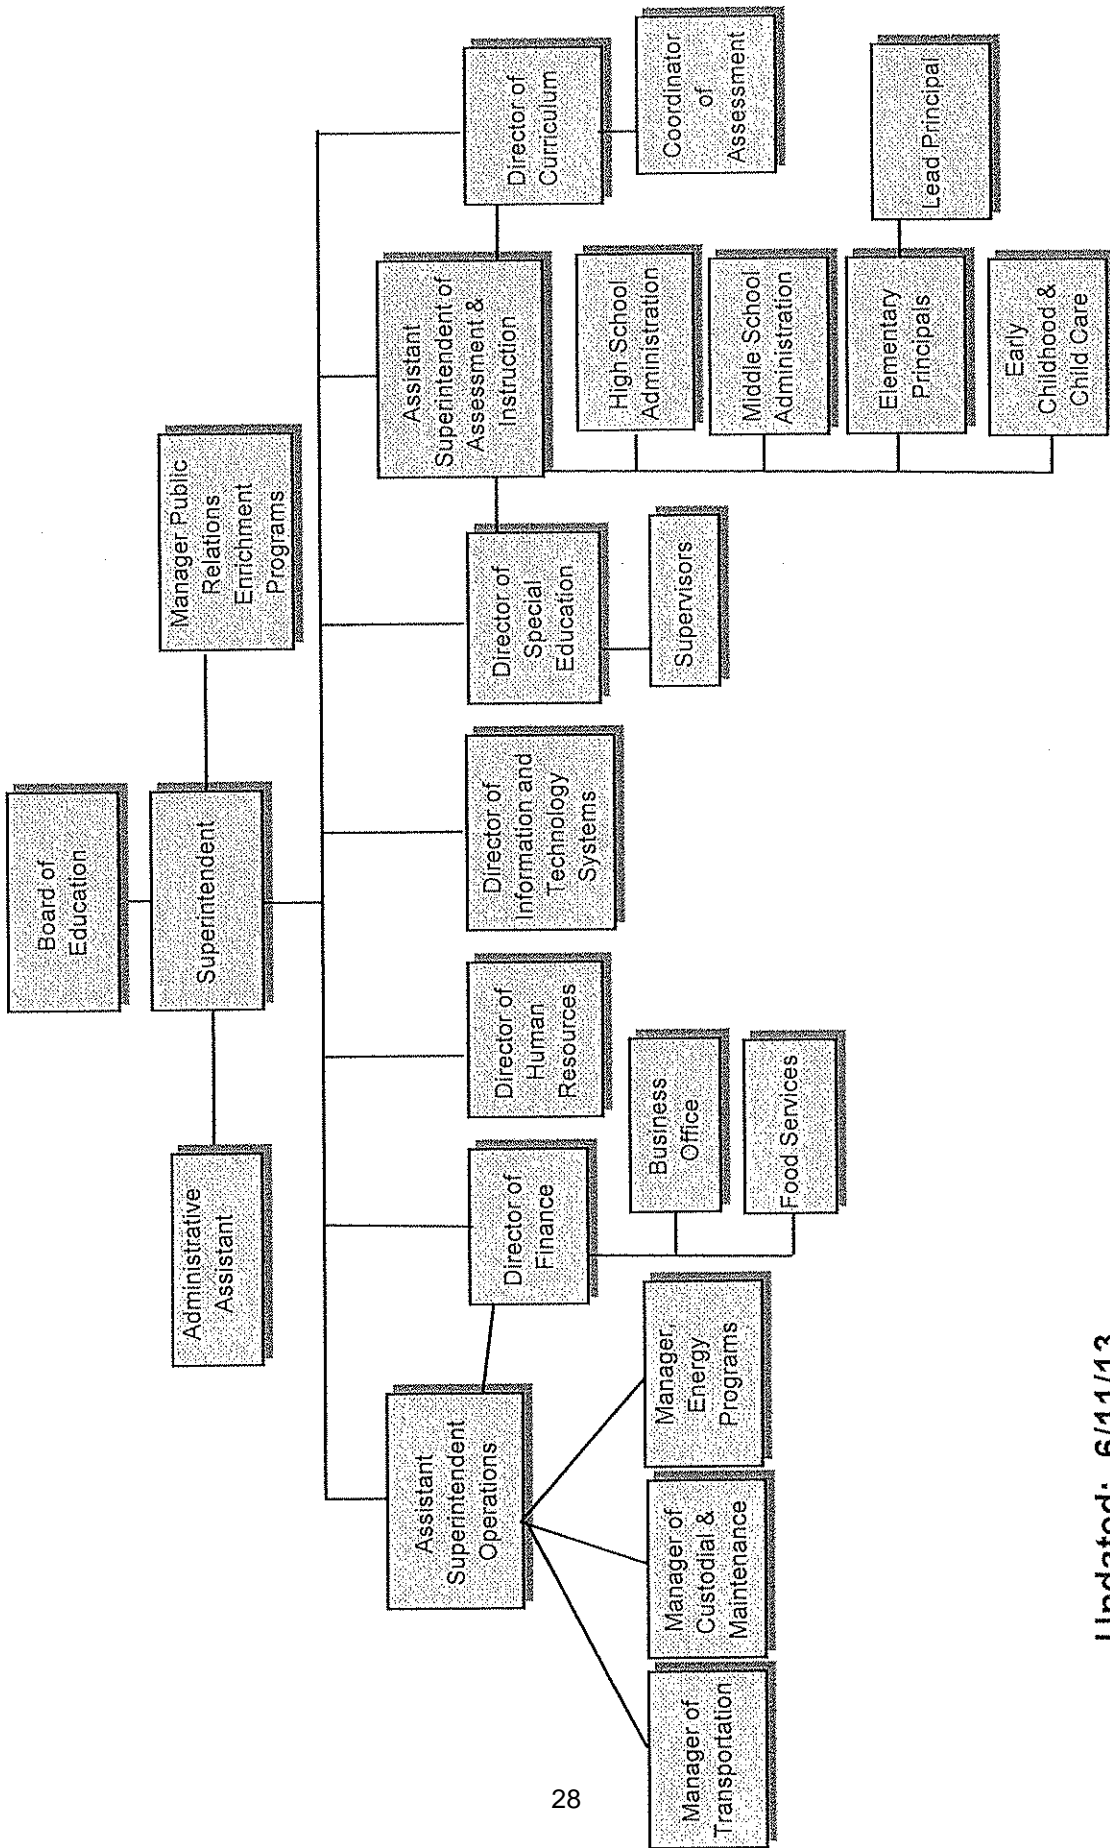 Board of
Education
Superintendent
Administrative
Assistant
Manager Public
Relations
Enrichment
Programs
Assistant
Superintendent
Operations
Director of
Finance
Director of
Human
Resources
Director of
Information and
Technology
Systems
Director of
Special
Education
Assistant
Superintendent of
Assessment &
Instruction
Director of
Curriculum
Manager of
Transportation
Manager of
Custodial &
Maintenance
Manager,
Energy
Programs
Business
Office
Food Services
Supervisors
High School
Administration
Middle School
Administration
Elementary
Principals
Early
Childhood &
Child Care
Coordinator
of
Assessment
Lead Principal
28
Updated: 6/11/13